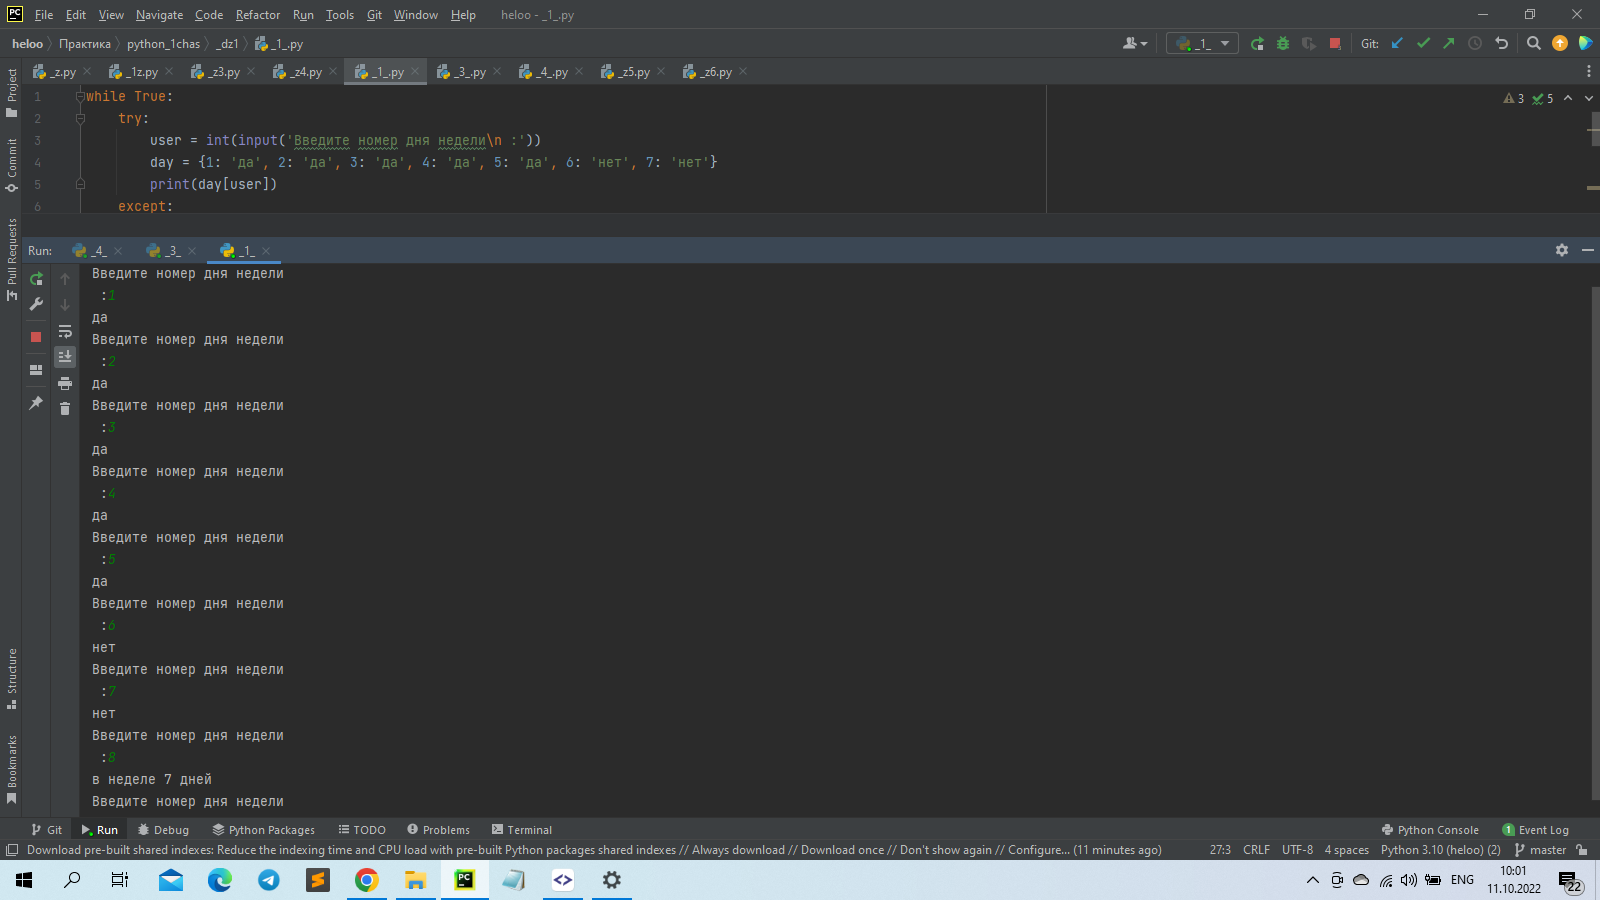 File Edit View Navigate Code Refactor Run Tools Git Window Help heloo - _1_.py
heloo Практика python_1chas _dz1 _1_.py _1_ Git:
_z.py _1z.py _z3.py _z4.py _1_.py _3_.py _4_.py _z5.py _z6.py
Project
Commit
Pull Requests
Structure
Bookmarks
1 while True:
2 try:
3 user = int(input('Введите номер дня недели\n :'))
4 day = {1: 'да', 2: 'да', 3: 'да', 4: 'да', 5: 'да', 6: 'нет', 7: 'нет'}
5 print(day[user])
6 except:
3 5
Run: _4_ _3_ _1_
Введите номер дня недели
:1
да
Введите номер дня недели
:2
да
Введите номер дня недели
:3
да
Введите номер дня недели
:4
да
Введите номер дня недели
:5
да
Введите номер дня недели
:6
нет
Введите номер дня недели
:7
нет
Введите номер дня недели
:8
в неделе 7 дней
Введите номер дня недели
Git Run Debug Python Packages TODO Problems Terminal Python Console 1 Event Log
Download pre-built shared indexes: Reduce the indexing time and CPU load with pre-built Python packages shared indexes // Always download // Download once // Don't show again // Configure... (11 minutes ago) 27:3 CRLF UTF-8 4 spaces Python 3.10 (heloo) (2) master
ENG 10:01
11.10.2022 22